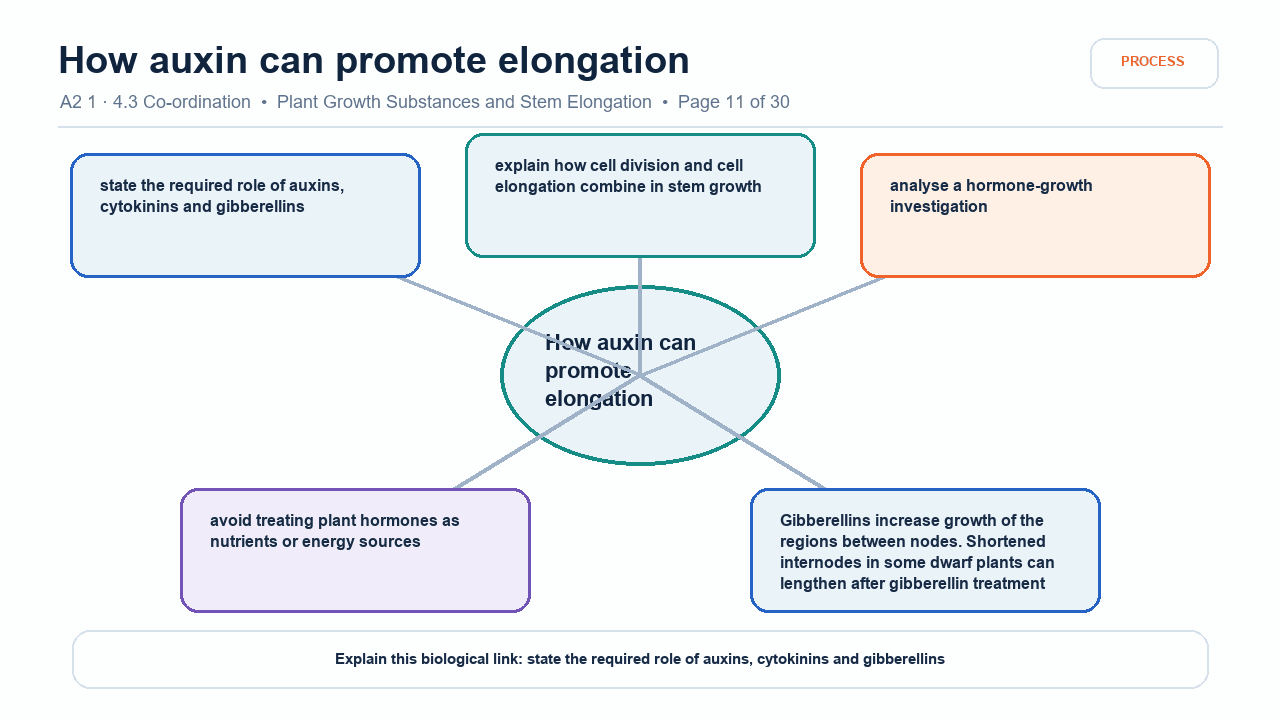 How auxin can promote elongation
PROCESS
A2 1 · 4.3 Co-ordination • Plant Growth Substances and Stem Elongation • Page 11 of 30
state the required role of auxins,
cytokinins and gibberellins
explain how cell division and cell
elongation combine in stem growth
analyse a hormone-growth
investigation
How auxin can
promote
elongation
avoid treating plant hormones as
nutrients or energy sources
Gibberellins increase growth of the
regions between nodes. Shortened
internodes in some dwarf plants can
lengthen after gibberellin treatment
Explain this biological link: state the required role of auxins, cytokinins and gibberellins